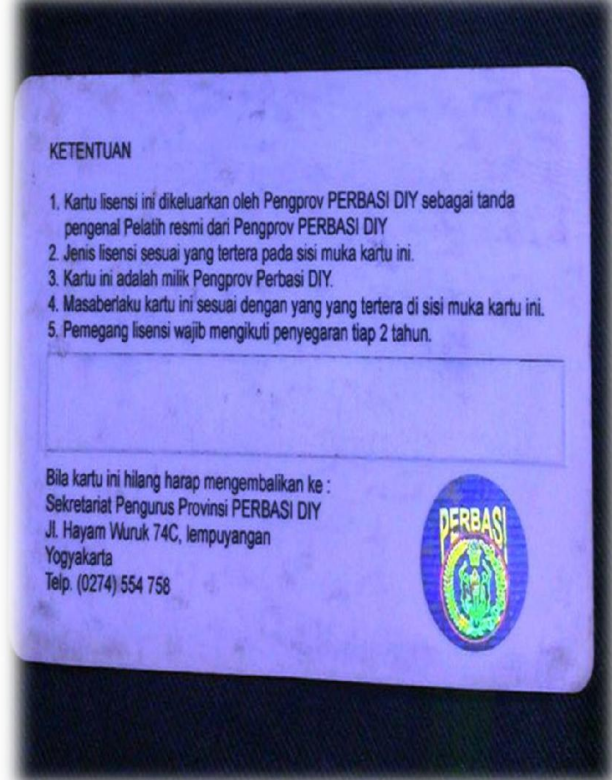 KETENTUAN
1. Kartu lisensi ini dikeluarkan oleh Pengprov PERBASI DIY sebagai tanda
pengenal Pelatih resmi dari Pengprov PERBASI DIY
2. Jenis lisensi sesuai yang tertera pada sisi muka kartu ini.
3. Kartu ini adalah milik Pengprov Perbasi DIY.
4. Masaberlaku kartu ini sesuai dengan yang yang tertera di sisi muka kartu ini.
5. Pemegang lisensi wajib mengikuti penyegaran tiap 2 tahun.
Bila kartu ini hilang harap mengembalikan ke :
Sekretariat Pengurus Provinsi PERBASI DIY
Jl. Hayam Wuruk 74C, lempuyangan
Yogyakarta
Telp. (0274) 554 758
PERBASI